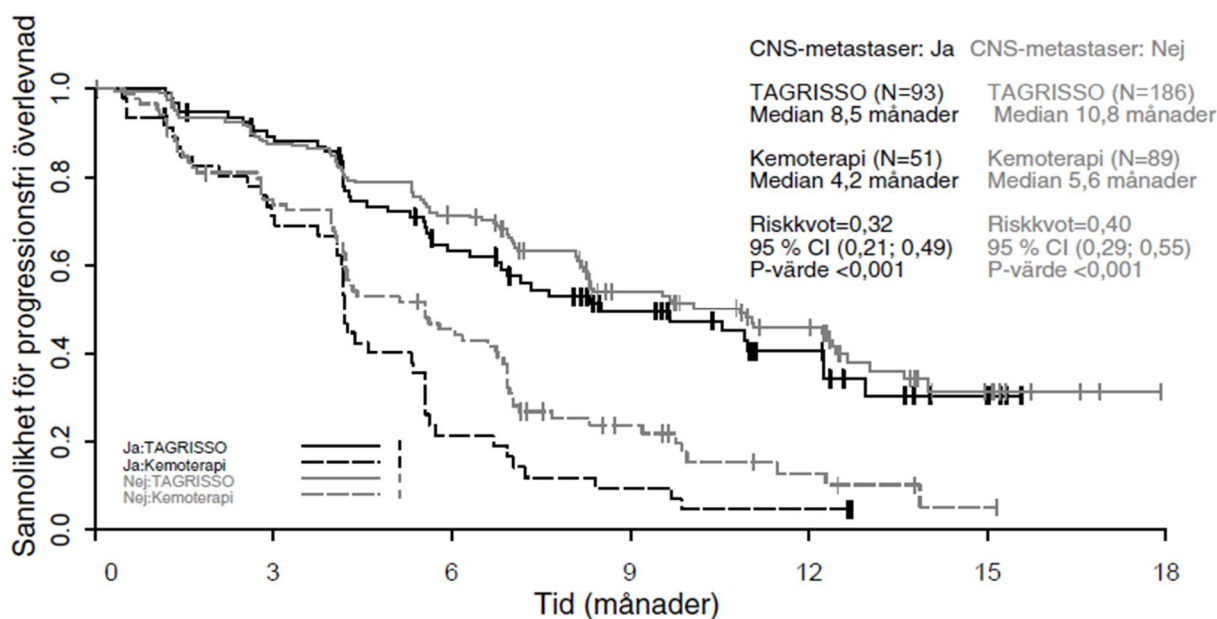 CNS-metastaser: Ja CNS-metastaser: Nej
TAGRISSO (N=93) TAGRISSO (N=186)
Median 8,5 månader Median 10,8 månader
Kemoterapi (N=51) Kemoterapi (N=89)
Median 4,2 månader Median 5,6 månader
Riskkvot=0,32 Riskkvot=0,40
95 % CI (0,21; 0,49) 95 % CI (0,29; 0,55)
P-värde <0,001 P-värde <0,001
Sannolikhet för progressionsfri överlevnad
1.0
0.8
0.6
0.4
0.2
0.0
Ja:TAGRISSO
Ja:Kemoterapi
Nej:TAGRISSO
Nej:Kemoterapi
0 3 6 9 12 15 18
Tid (månader)